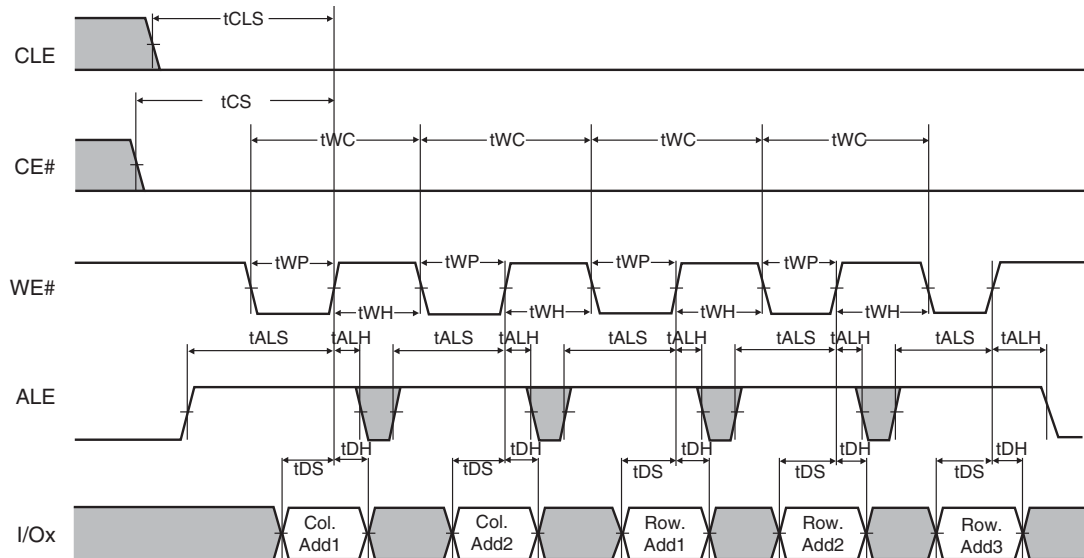 tCLS
CLE
tCS
tWC tWC tWC tWC
CE#
tWP tWP tWP tWP
WE#
tWH tWH tWH tWH
tALS tALH tALS tALH tALS tALH tALS tALH tALS tALH
ALE
tDH tDH tDH tDH tDH
tDS tDS tDS tDS tDS
I/Ox
Col.
Add1
Col.
Add2
Row.
Add1
Row.
Add2
Row.
Add3